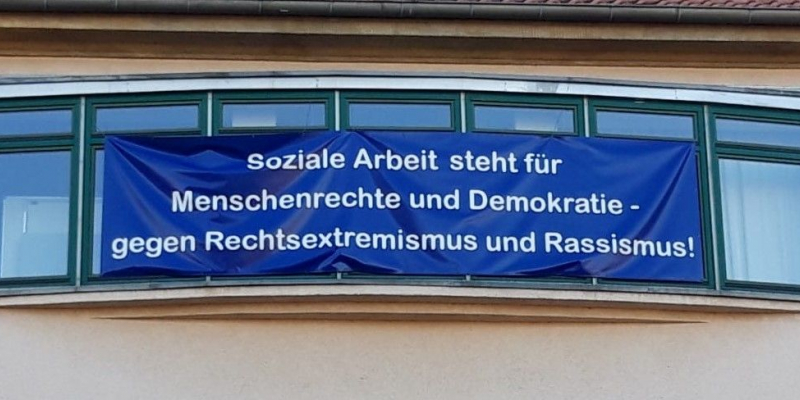 Soziale Arbeit steht für
Menschenrechte und Demokratie -
gegen Rechtsextremismus und Rassismus!